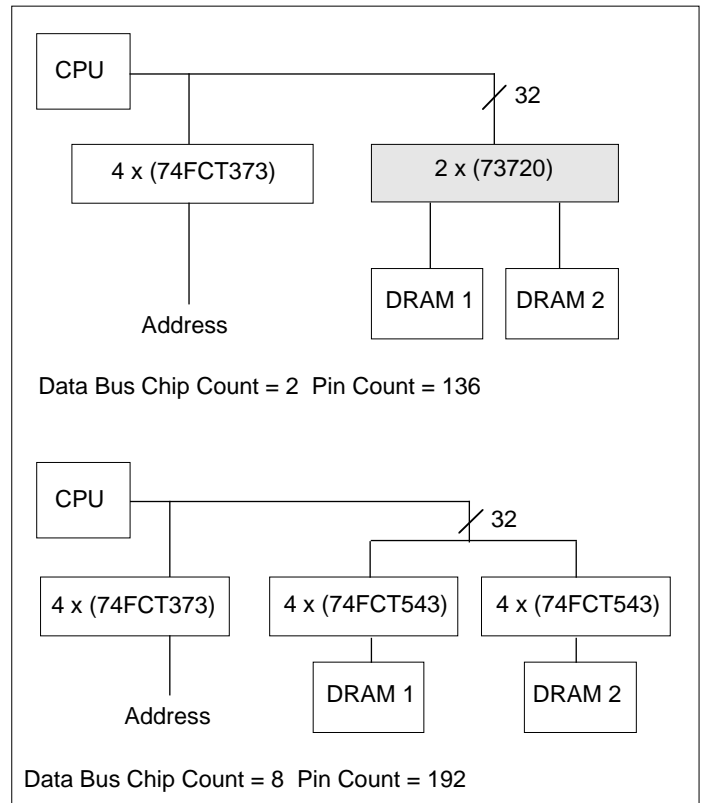 CPU
32
4 x (74FCT373)
2 x (73720)
DRAM 1
DRAM 2
Address
Data Bus Chip Count = 2 Pin Count = 136
CPU
32
4 x (74FCT373)
4 x (74FCT543)
4 x (74FCT543)
DRAM 1
DRAM 2
Address
Data Bus Chip Count = 8 Pin Count = 192